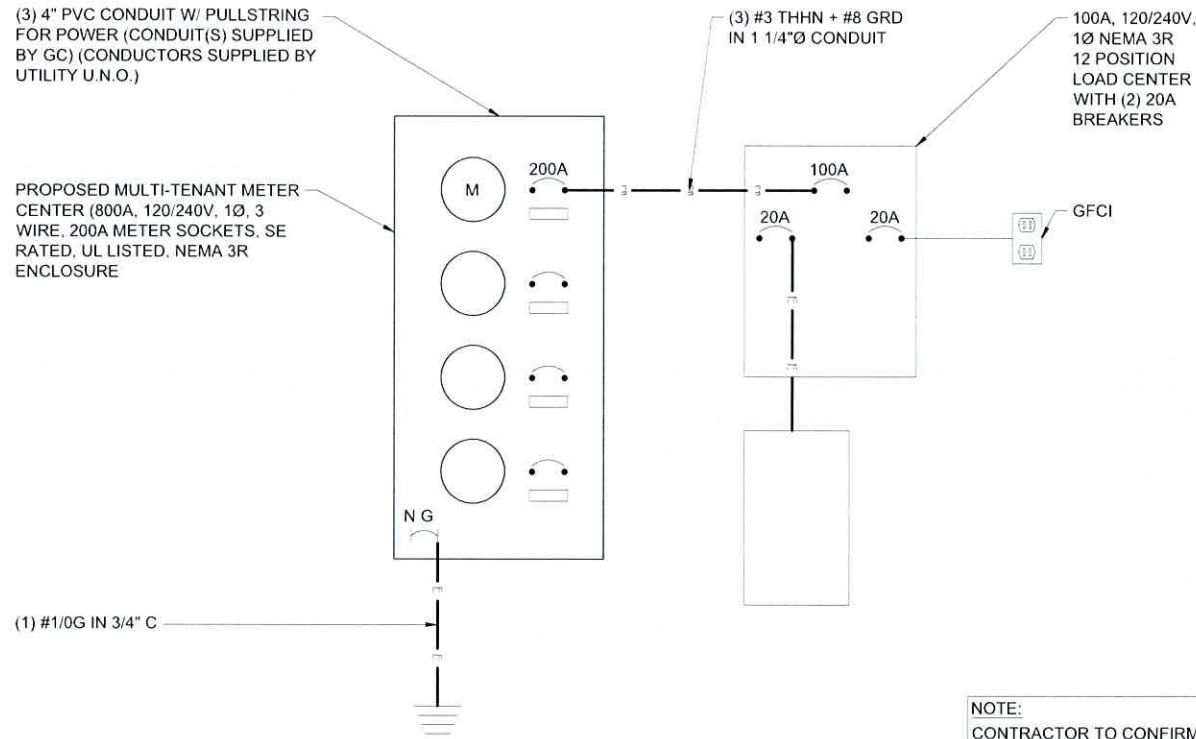 (3) 4" PVC CONDUIT W/ PULLSTRING
FOR POWER (CONDUIT(S) SUPPLIED
BY GC) (CONDUCTORS SUPPLIED BY
UTILITY U.N.O.)
(3) #3 THHN + #8 GRD
IN 1 1/4"Ø CONDUIT
100A, 120/240V,
1Ø NEMA 3R
12 POSITION
LOAD CENTER
WITH (2) 20A
BREAKERS
PROPOSED MULTI-TENANT METER
CENTER (800A, 120/240V, 1Ø, 3
WIRE, 200A METER SOCKETS, SE
RATED, UL LISTED, NEMA 3R
ENCLOSURE
M
200A
100A
20A
20A
GFCI
N G
(1) #1/0G IN 3/4" C
NOTE:
CONTRACTOR TO CONFIRM